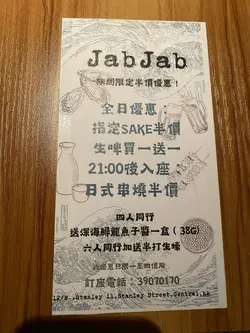 JabJab
期間限定半價優惠！
全日優惠：
指定SAKE半價
生啤買一送一
21:00後入座
日式串燒半價
四人同行
送深海鱘龍魚子醬一盒（38G）
六人同行加送半打生蠔
訂座電話：39070170
12/F ,Stanley 11,Stanley Street,Central,HK